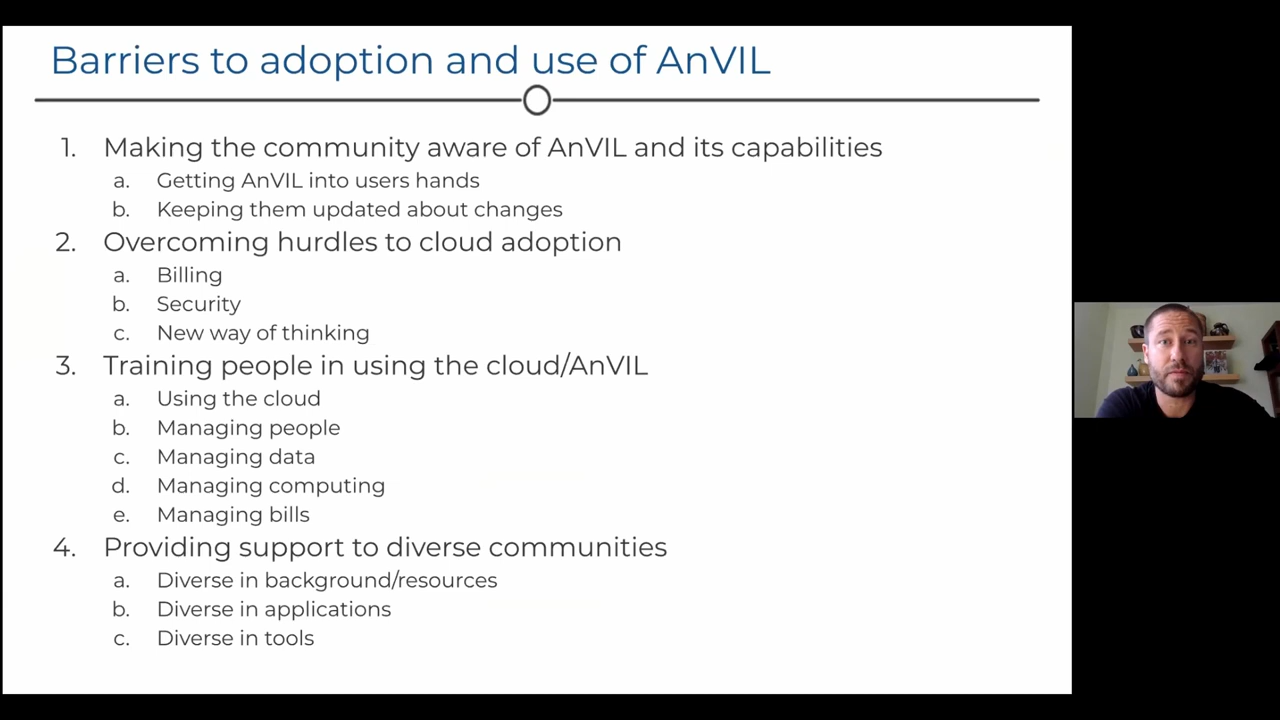 Barriers to adoption and use of AnVIL
1. Making the community aware of AnVIL and its capabilities
a. Getting AnVIL into users hands
b. Keeping them updated about changes
2. Overcoming hurdles to cloud adoption
a. Billing
b. Security
c. New way of thinking
3. Training people in using the cloud/AnVIL
a. Using the cloud
b. Managing people
c. Managing data
d. Managing computing
e. Managing bills
4. Providing support to diverse communities
a. Diverse in background/resources
b. Diverse in applications
c. Diverse in tools